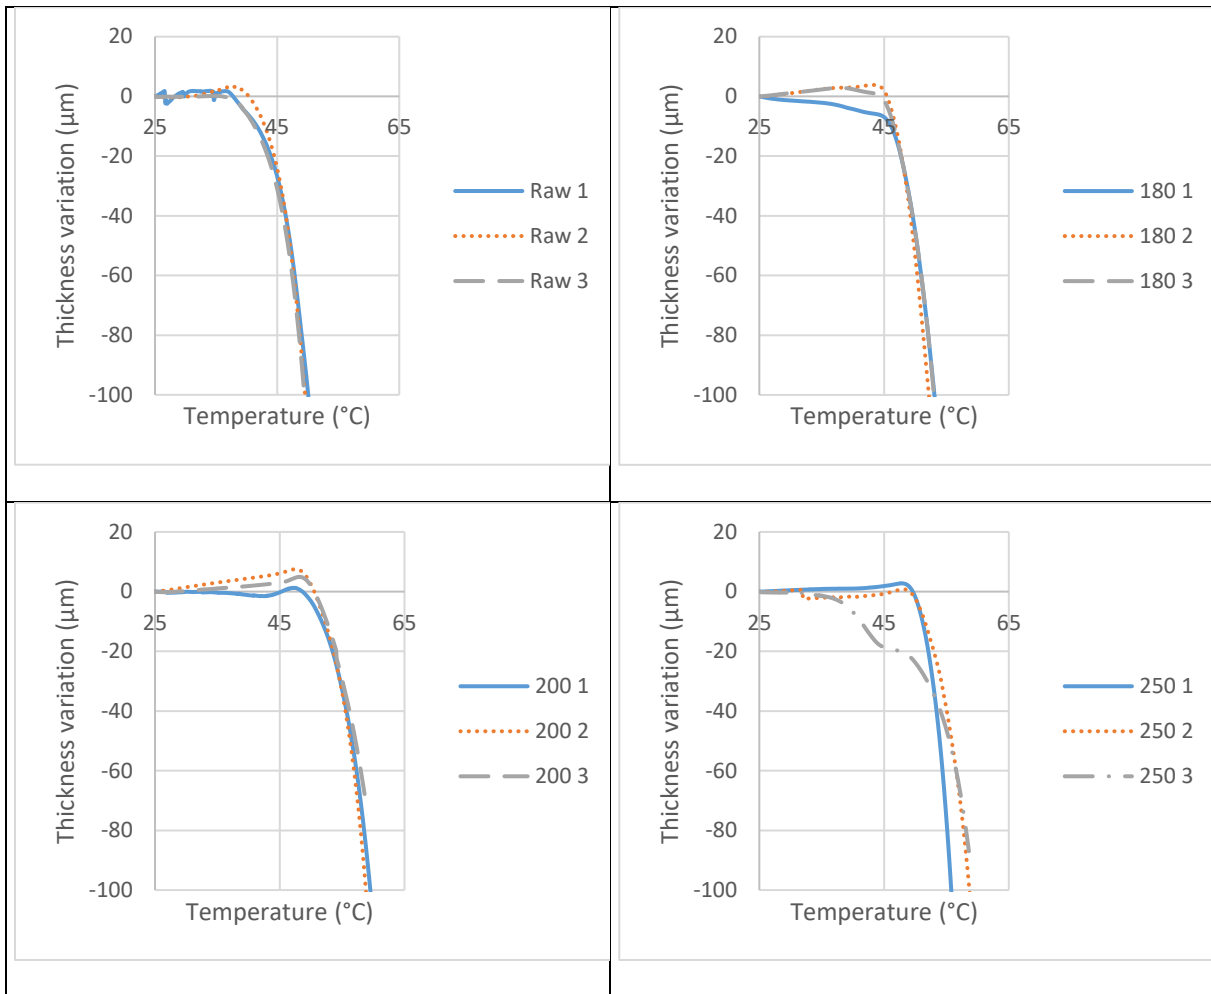 20
0
-20
-40
-60
-80
-100
25 45 65
Thickness variation (µm)
Temperature (°C)
Raw 1
Raw 2
Raw 3
20
0
-20
-40
-60
-80
-100
25 45 65
Thickness variation (µm)
Temperature (°C)
180 1
180 2
180 3
20
0
-20
-40
-60
-80
-100
25 45 65
Thickness variation (µm)
Temperature (°C)
200 1
200 2
200 3
20
0
-20
-40
-60
-80
-100
25 45 65
Thickness variation (µm)
Temperature (°C)
250 1
250 2
250 3